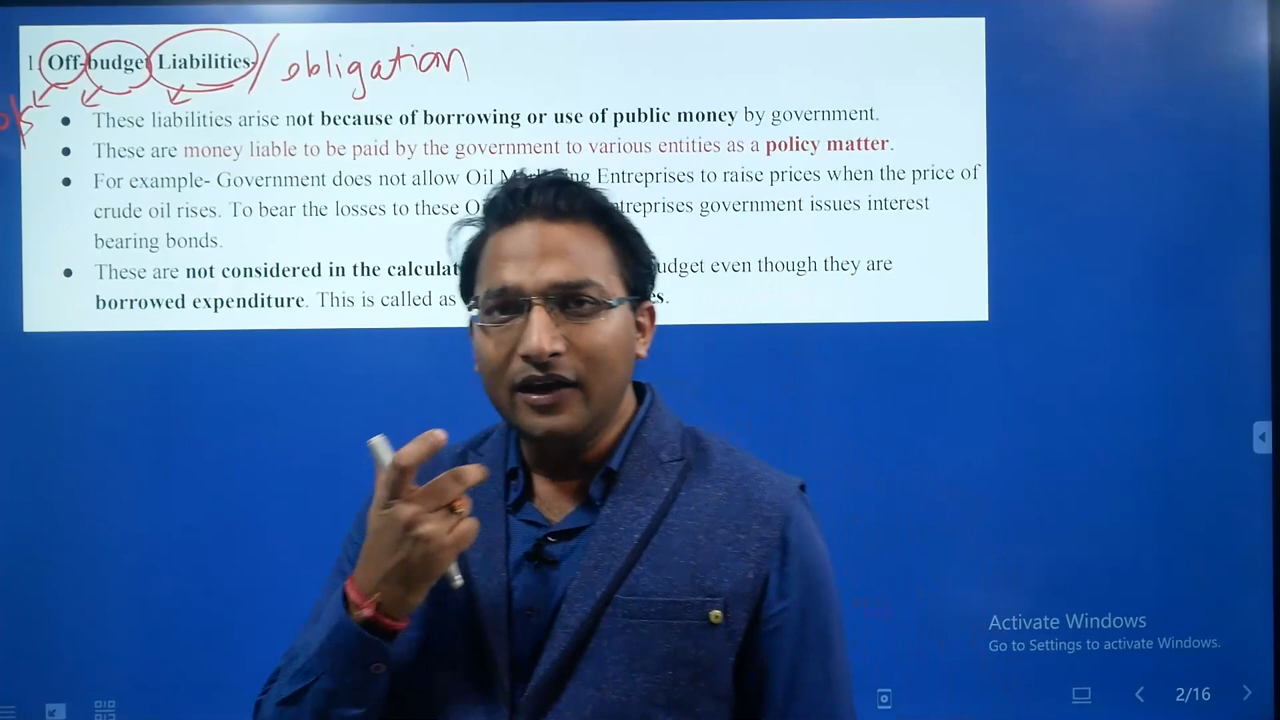 1. Off-budget Liabilities- / obligation
● These liabilities arise not because of borrowing or use of public money by government.
● These are money liable to be paid by the government to various entities as a policy matter.
● For example- Government does not allow Oil Entreprises to raise prices when the price of
crude oil rises. To bear the losses to these government issues interest
bearing bonds.
● These are not considered in the even though they are
borrowed expenditure. This is called as
Activate Windows
Go to Settings to activate Windows.
2/16